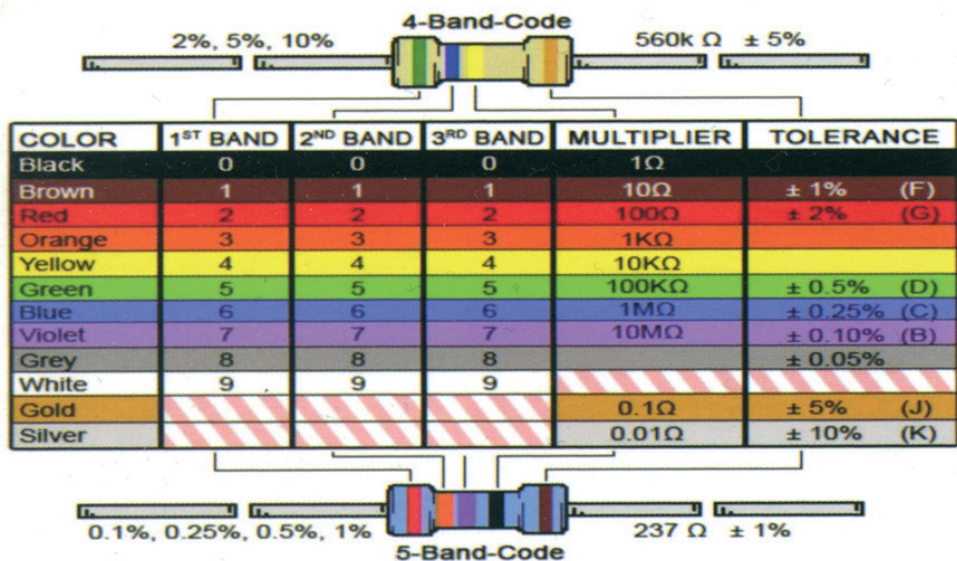 4-Band-Code
2%, 5%, 10% 560k Ω ± 5%
COLOR 1ST BAND 2ND BAND 3RD BAND MULTIPLIER TOLERANCE
Black 0 0 0 1Ω
Brown 1 1 1 10Ω ± 1% (F)
Red 2 2 2 100Ω ± 2% (G)
Orange 3 3 3 1KΩ
Yellow 4 4 4 10KΩ
Green 5 5 5 100KΩ ± 0.5% (D)
Blue 6 6 6 1MΩ ± 0.25% (C)
Violet 7 7 7 10MΩ ± 0.10% (B)
Grey 8 8 8 ± 0.05%
White 9 9 9
Gold 0.1Ω ± 5% (J)
Silver 0.01Ω ± 10% (K)
0.1%, 0.25%, 0.5%, 1% 237 Ω ± 1%
5-Band-Code